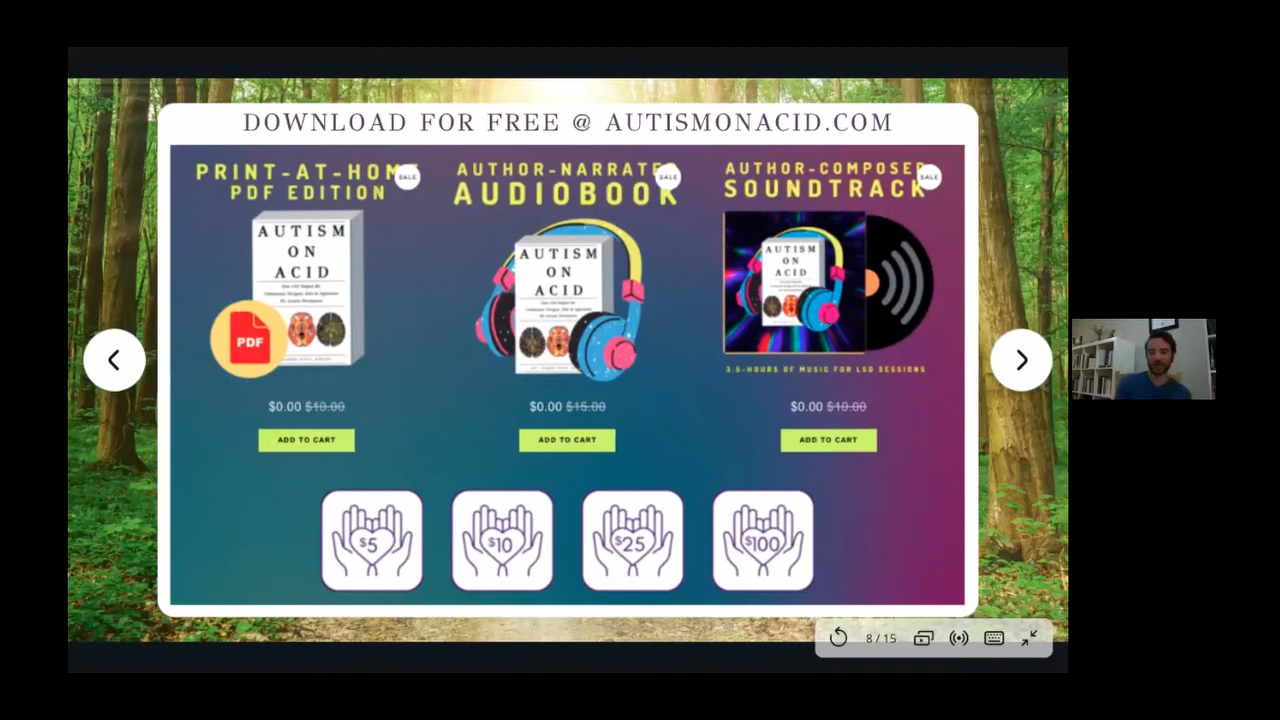 DOWNLOAD FOR FREE @ AUTISMONACID.COM
PRINT-AT-HOME
PDF EDITION
SALE
AUTISM
ON
ACID
PDF
$0.00 $10.00
ADD TO CART
AUTHOR-NARRATED
AUDIOBOOK
SALE
AUTISM
ON
ACID
$0.00 $15.00
ADD TO CART
AUTHOR-COMPOSED
SOUNDTRACK
SALE
AUTISM
ON
ACID
3.5-HOURS OF MUSIC FOR LSD SESSIONS
$0.00 $10.00
ADD TO CART
$5
$10
$25
$100
8 / 15